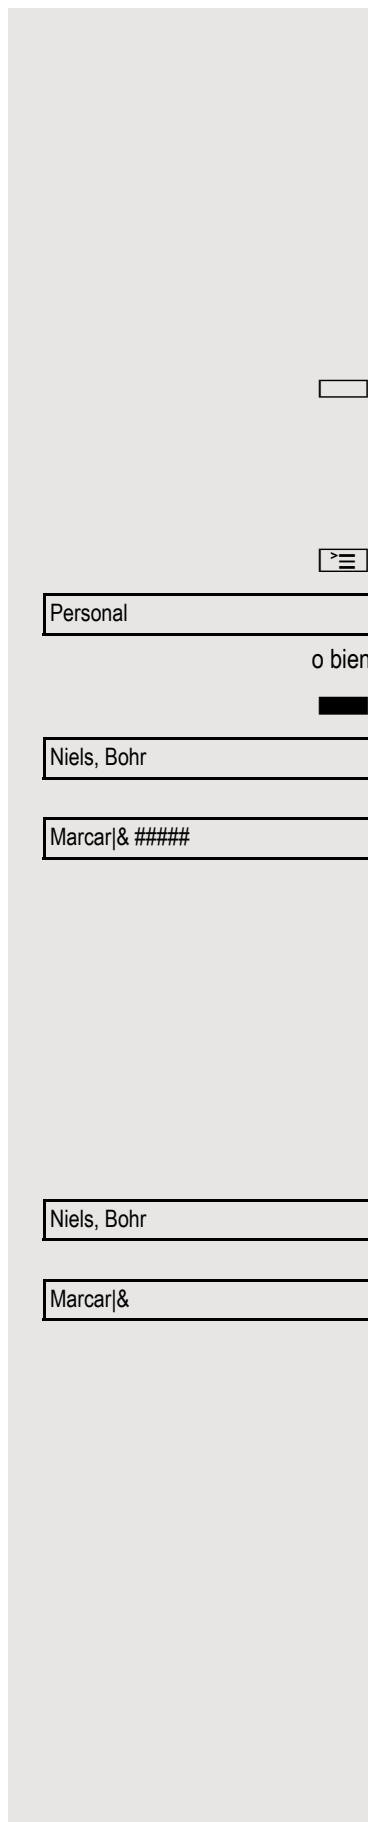 Personal
o bien
Niels, Bohr
Marcar|& #####
Niels, Bohr
Marcar|&